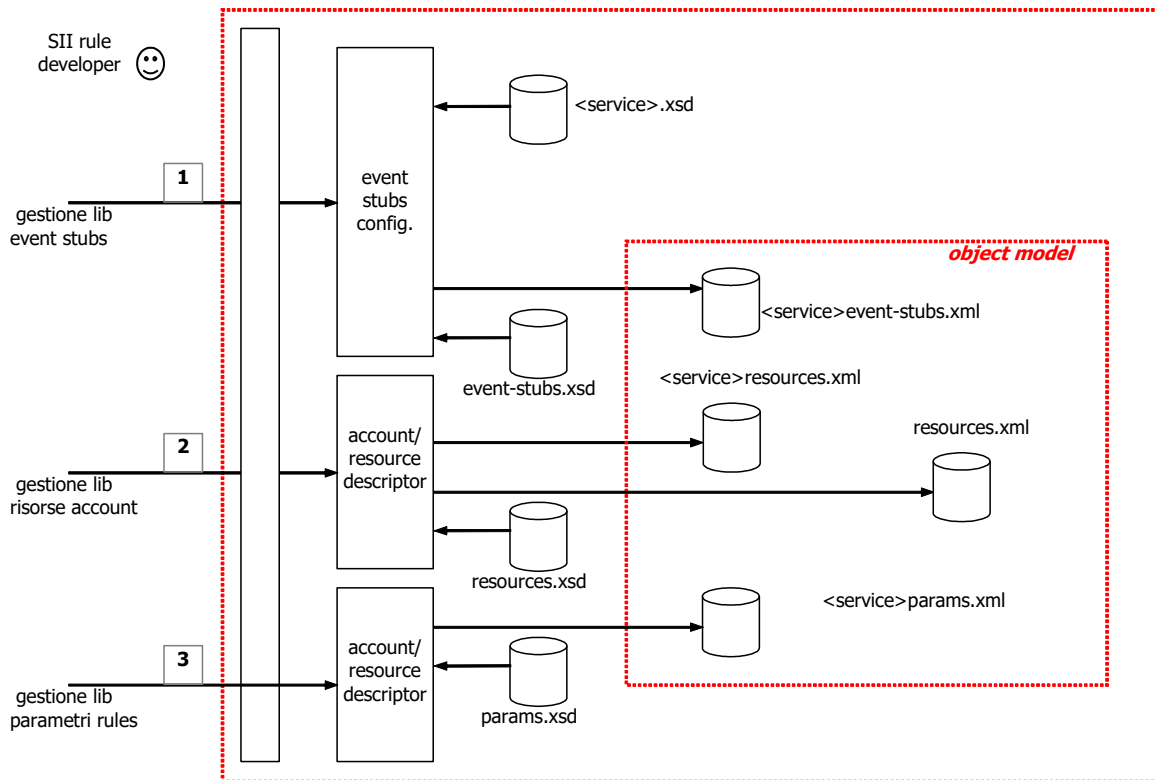 SII rule
developer
<service>.xsd
1
event
stubs
config.
gestione lib
event stubs
object model
<service>event-stubs.xml
event-stubs.xsd
<service>resources.xml
2
account/
resource
descriptor
resources.xml
gestione lib
risorse account
resources.xsd
<service>params.xml
3
account/
resource
descriptor
gestione lib
parametri rules
params.xsd